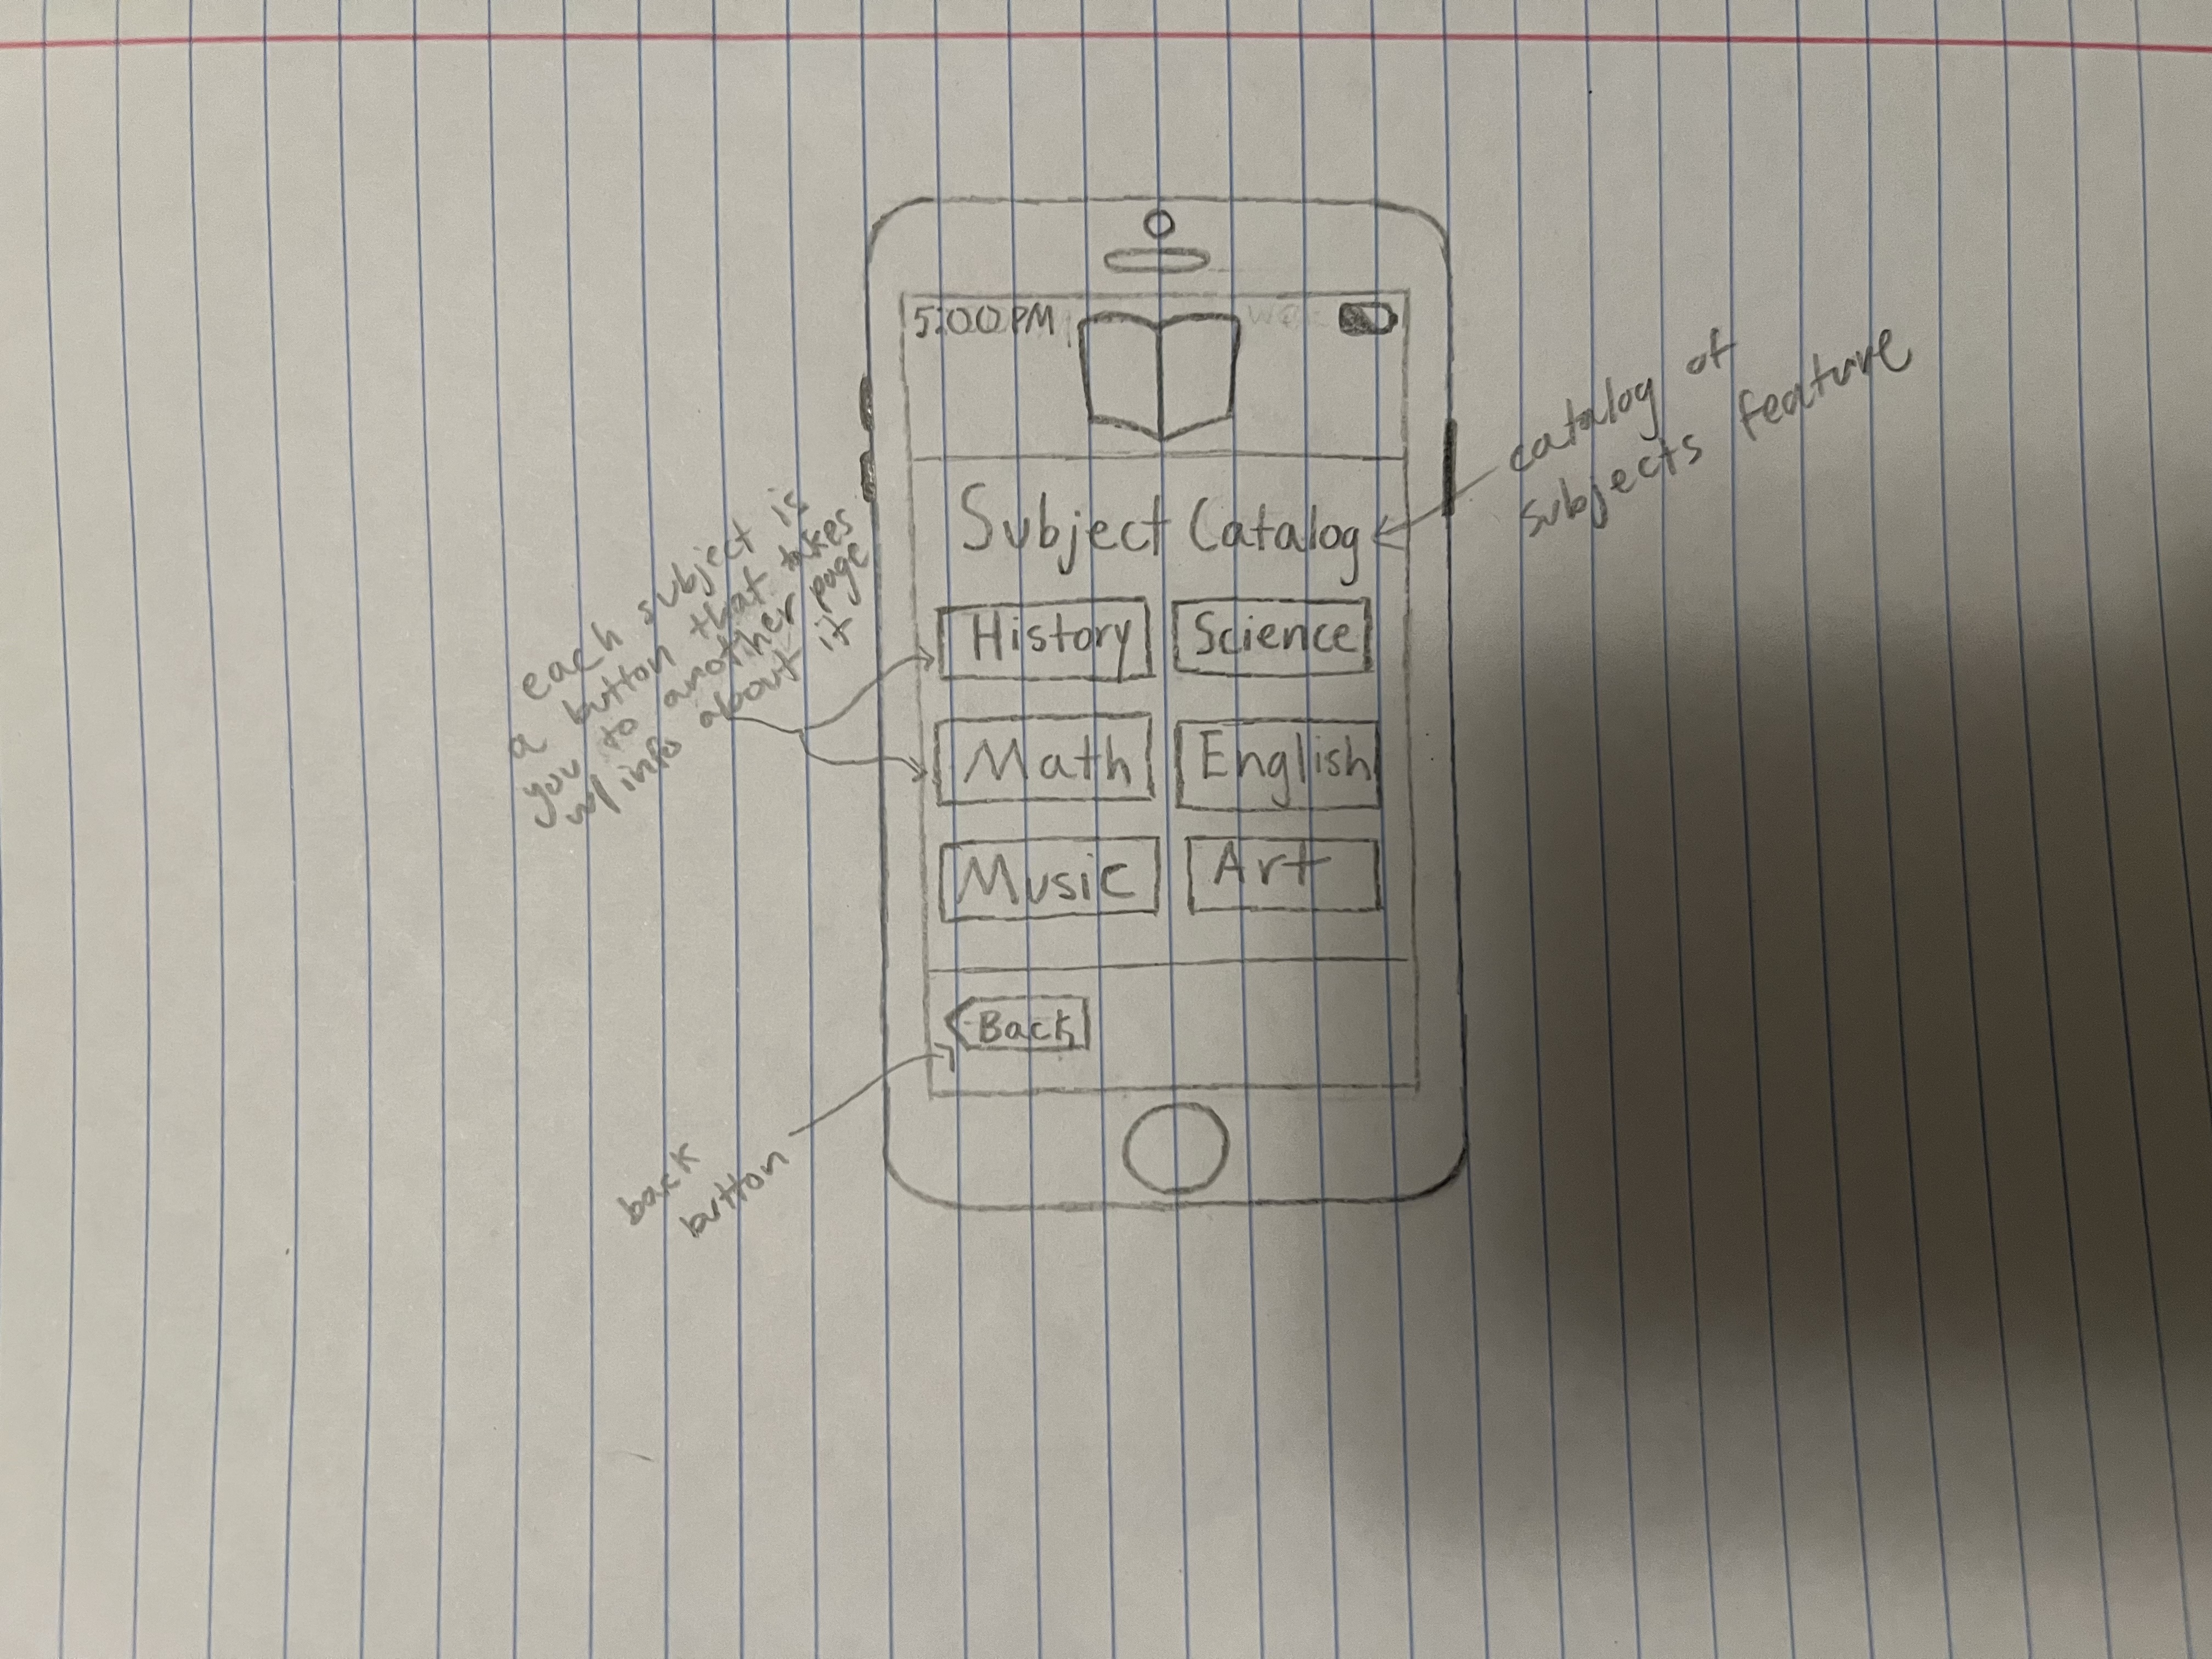 5:00 PM
Subject Catalog
History
Science
Math
English
Music
Art
Back
catalog of
subjects feature
each subject is
a button that takes
you to another page
w/ info about it
back
button